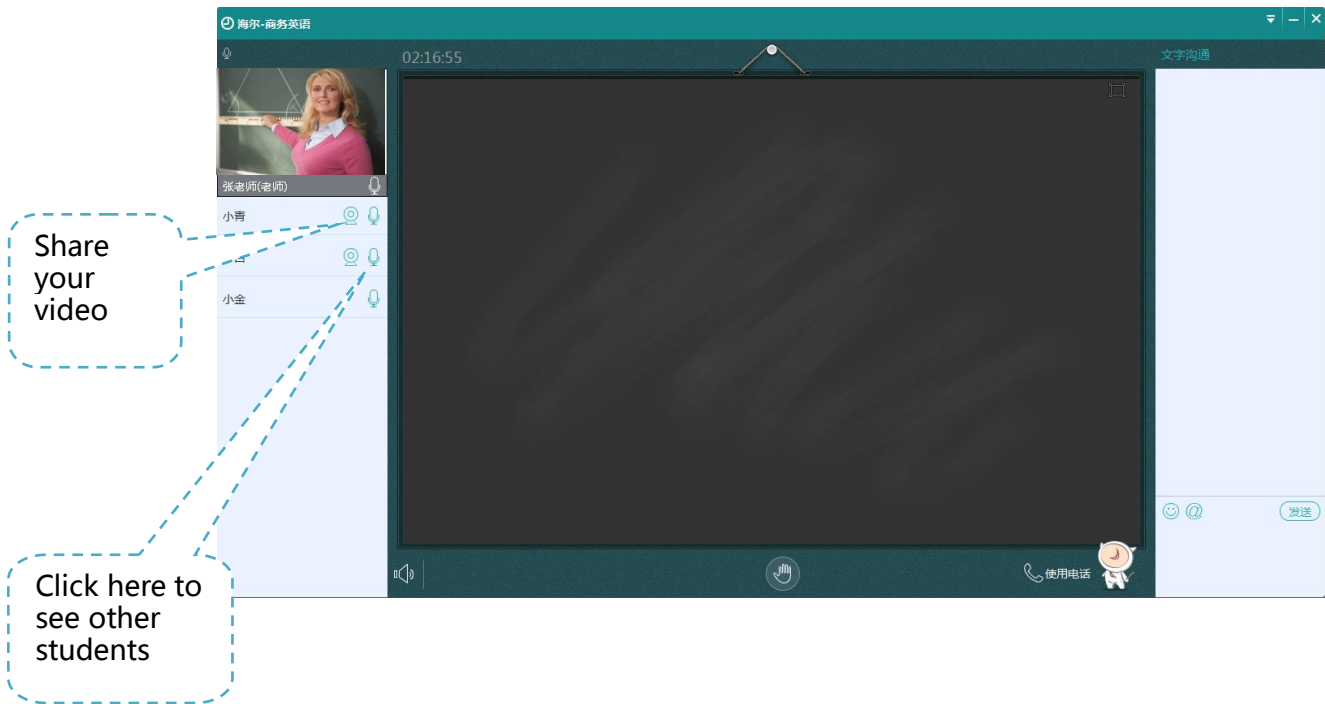 海尔-商务英语
02:16:55
文字沟通
张老师(老师)
小青
小金
Share
your
video
Click here to
see other
students
@
发送
使用电话